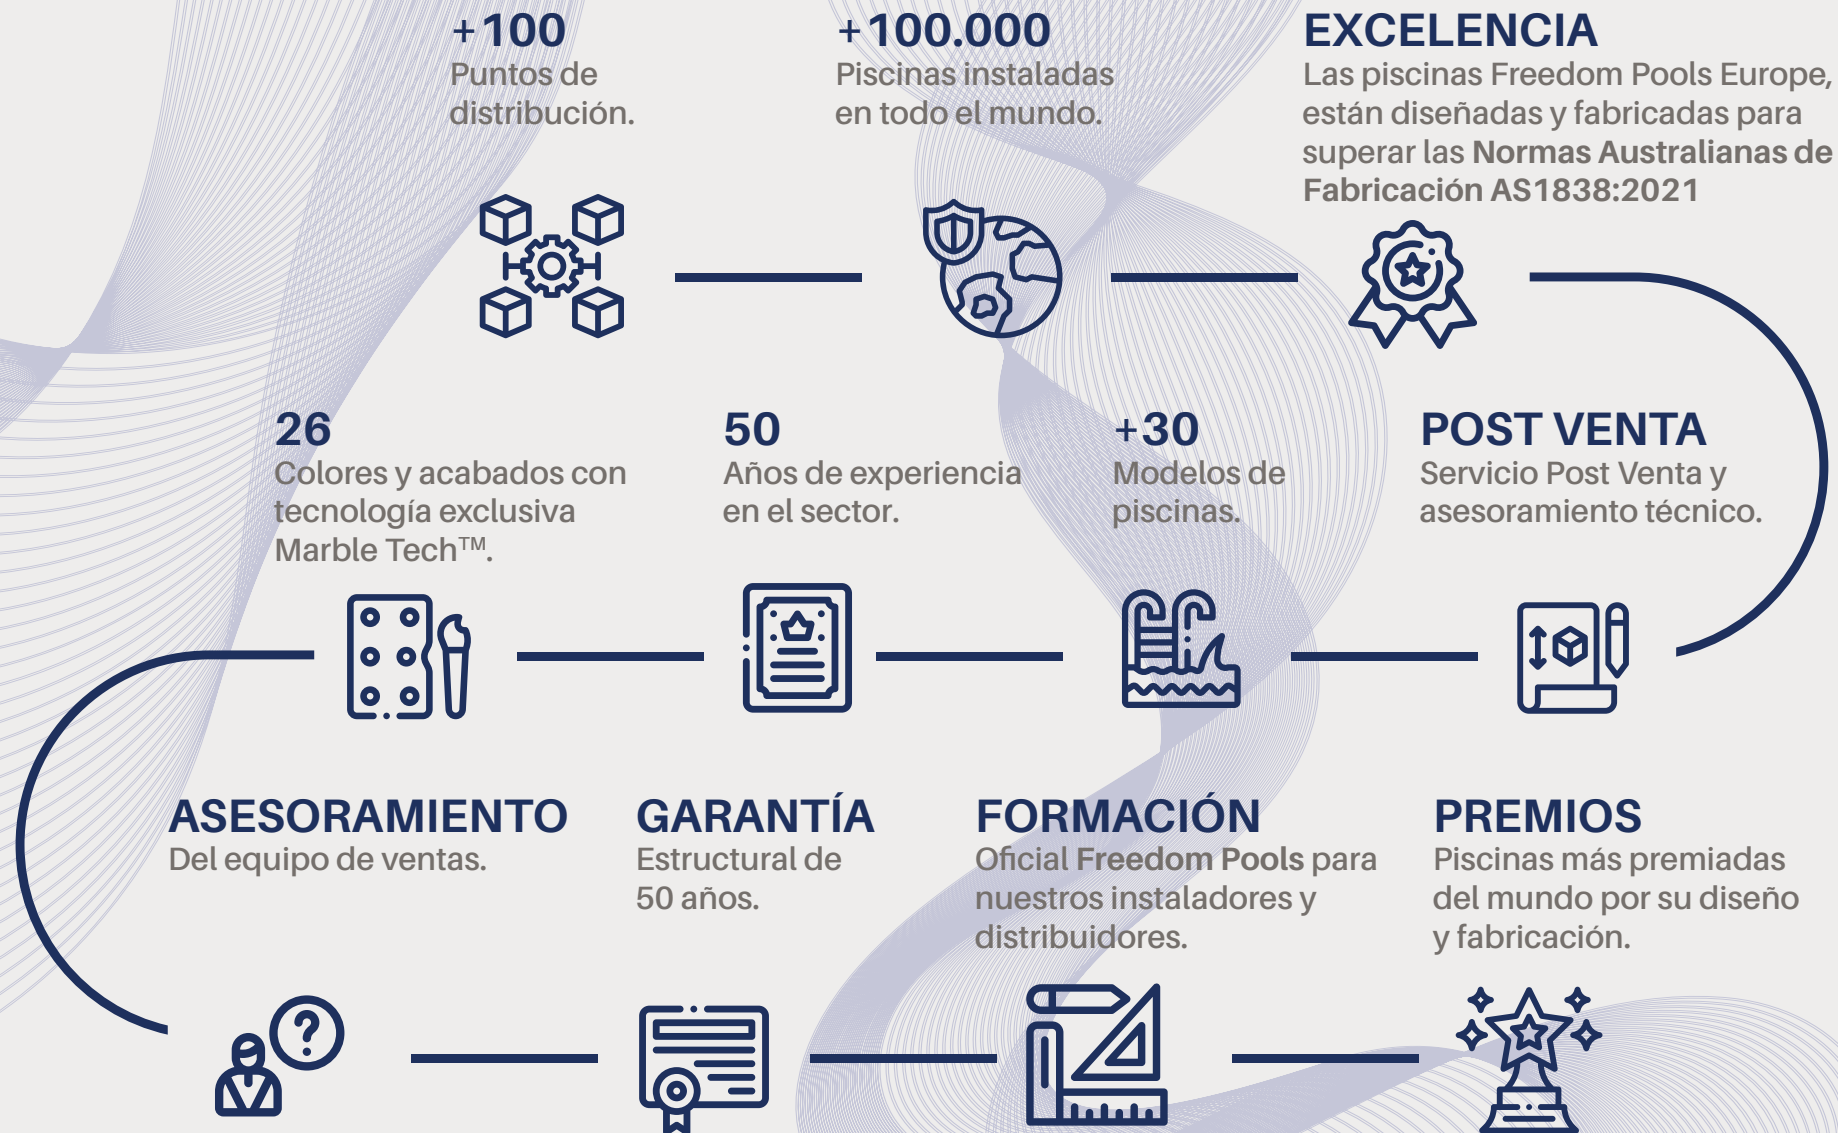 +100
Puntos de
distribución.
+100.000
Piscinas instaladas
en todo el mundo.
EXCELENCIA
Las piscinas Freedom Pools Europe,
están diseñadas y fabricadas para
superar las Normas Australianas de
Fabricación AS1838:2021
26
Colores y acabados con
tecnología exclusiva
Marble Tech™.
50
Años de experiencia
en el sector.
+30
Modelos de
piscinas.
POST VENTA
Servicio Post Venta y
asesoramiento técnico.
ASESORAMIENTO
Del equipo de ventas.
GARANTÍA
Estructural de
50 años.
FORMACIÓN
Oficial Freedom Pools para
nuestros instaladores y
distribuidores.
PREMIOS
Piscinas más premiadas
del mundo por su diseño
y fabricación.